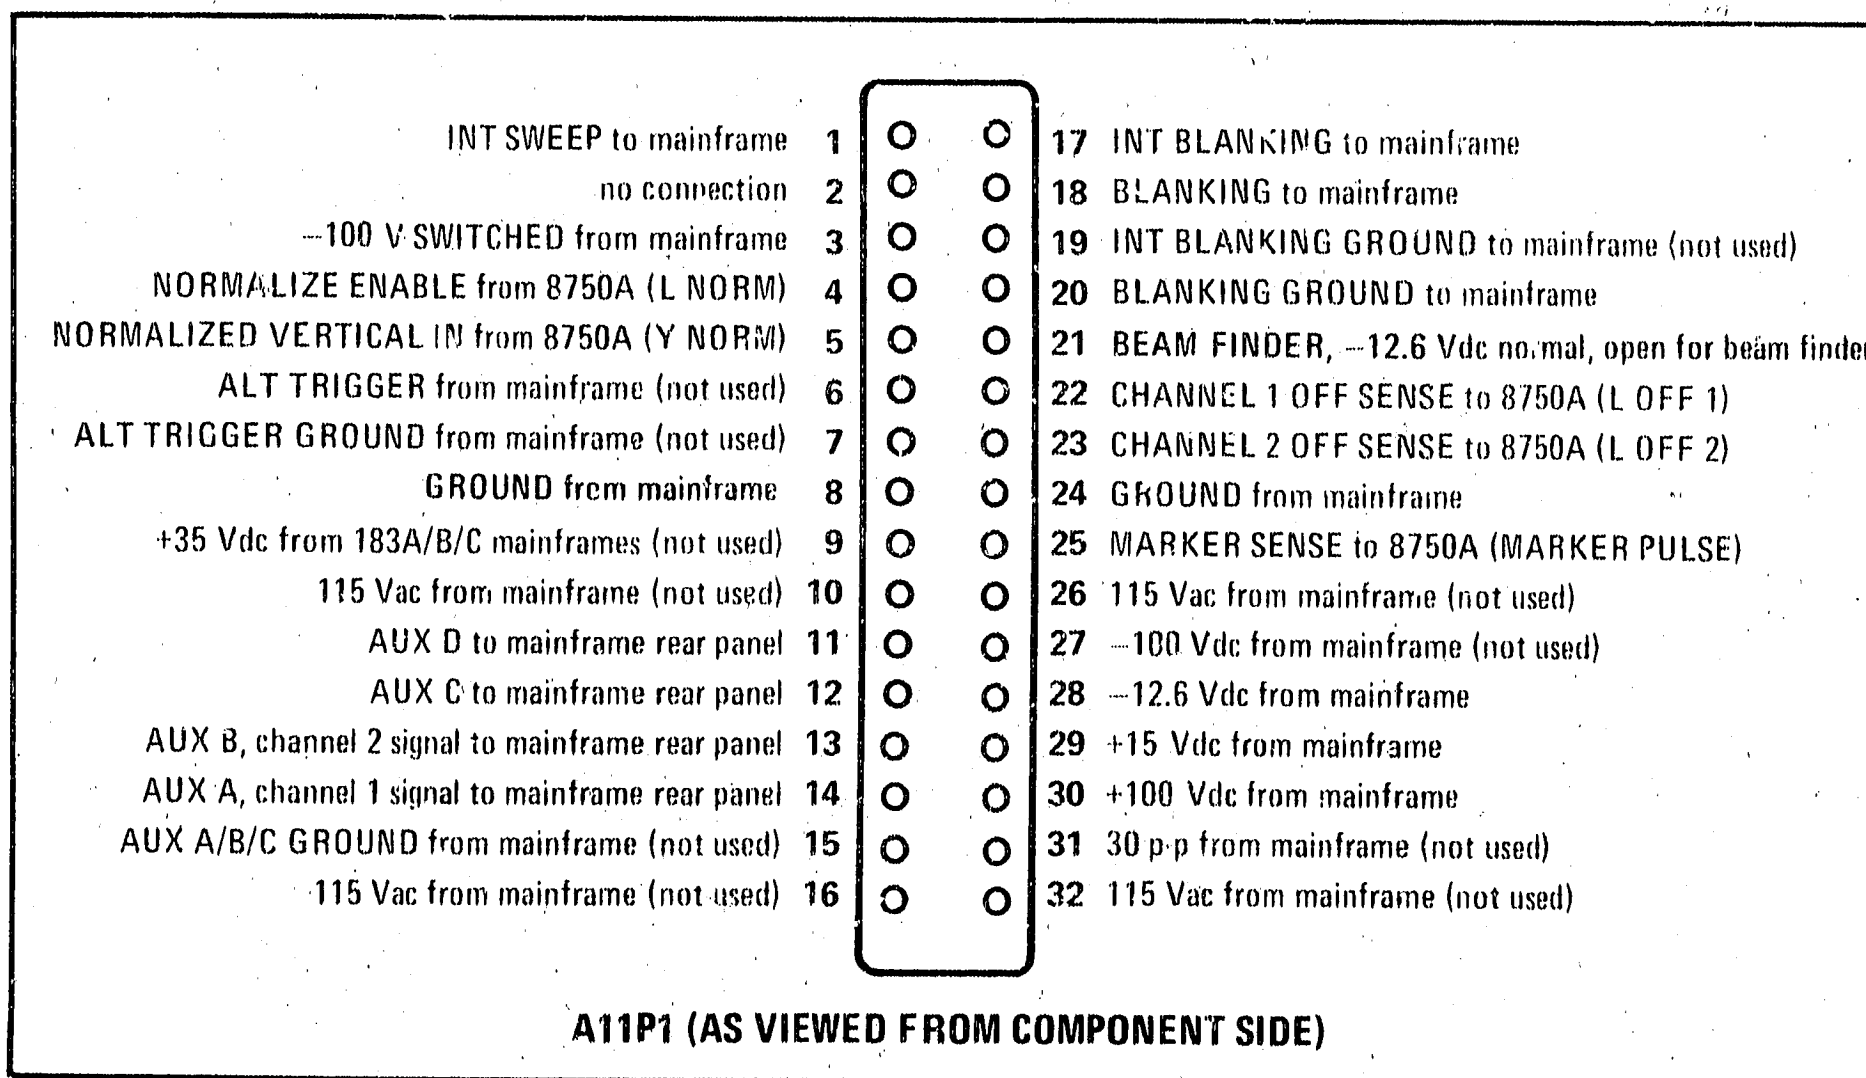 INT SWEEP to mainframe 1
no connection 2
–100 V SWITCHED from mainframe 3
NORMALIZE ENABLE from 8750A (L NORM) 4
NORMALIZED VERTICAL IN from 8750A (Y NORM) 5
ALT TRIGGER from mainframe (not used) 6
ALT TRIGGER GROUND from mainframe (not used) 7
GROUND from mainframe 8
+35 Vdc from 183A/B/C mainframes (not used) 9
115 Vac from mainframe (not used) 10
AUX D to mainframe rear panel 11
AUX C to mainframe rear panel 12
AUX B, channel 2 signal to mainframe rear panel 13
AUX A, channel 1 signal to mainframe rear panel 14
AUX A/B/C GROUND from mainframe (not used) 15
115 Vac from mainframe (not used) 16
17 INT BLANKING to mainframe
18 BLANKING to mainframe
19 INT BLANKING GROUND to mainframe (not used)
20 BLANKING GROUND to mainframe
21 BEAM FINDER, –12.6 Vdc normal, open for beam finder
22 CHANNEL 1 OFF SENSE to 8750A (L OFF 1)
23 CHANNEL 2 OFF SENSE to 8750A (L OFF 2)
24 GROUND from mainframe
25 MARKER SENSE to 8750A (MARKER PULSE)
26 115 Vac from mainframe (not used)
27 –100 Vdc from mainframe (not used)
28 –12.6 Vdc from mainframe
29 +15 Vdc from mainframe
30 +100 Vdc from mainframe
31 30 p-p from mainframe (not used)
32 115 Vac from mainframe (not used)
A11P1 (AS VIEWED FROM COMPONENT SIDE)